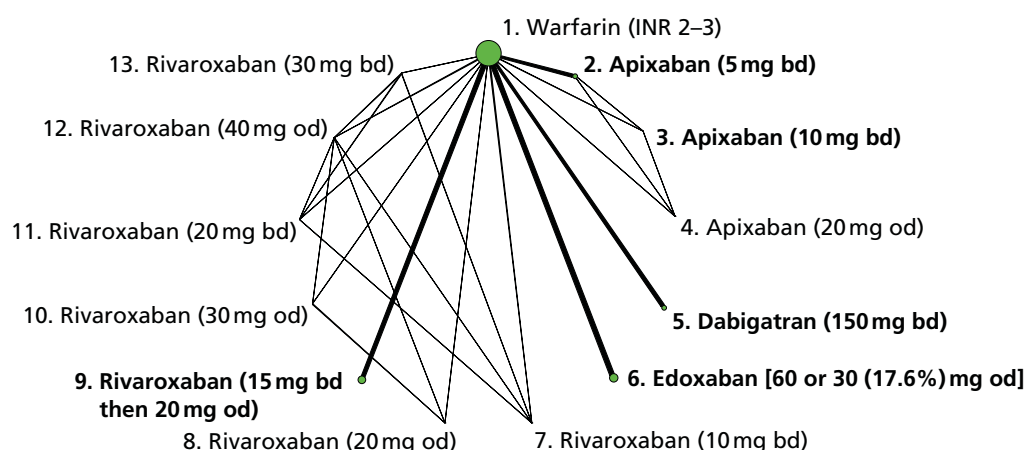 1. Warfarin (INR 2–3)
2. Apixaban (5 mg bd)
3. Apixaban (10 mg bd)
4. Apixaban (20 mg od)
5. Dabigatran (150 mg bd)
6. Edoxaban [60 or 30 (17.6%) mg od]
7. Rivaroxaban (10 mg bd)
8. Rivaroxaban (20 mg od)
9. Rivaroxaban (15 mg bd
then 20 mg od)
10. Rivaroxaban (30 mg od)
11. Rivaroxaban (20 mg bd)
12. Rivaroxaban (40 mg od)
13. Rivaroxaban (30 mg bd)